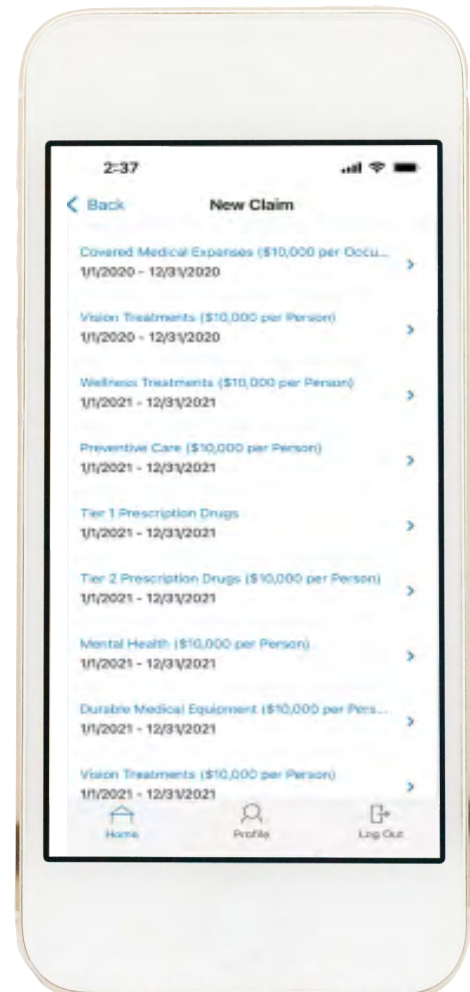 2:37
Back
New Claim
Covered Medical Expenses ($10,000 per Occu...
1/1/2020 - 12/31/2020
Vision Treatments ($10,000 per Person)
1/1/2020 - 12/31/2020
Wellness Treatments ($10,000 per Person)
1/1/2021 - 12/31/2021
Preventive Care ($10,000 per Person)
1/1/2021 - 12/31/2021
Tier 1 Prescription Drugs
1/1/2021 - 12/31/2021
Tier 2 Prescription Drugs ($10,000 per Person)
1/1/2021 - 12/31/2021
Mental Health ($10,000 per Person)
1/1/2021 - 12/31/2021
Durable Medical Equipment ($10,000 per Pers...
1/1/2021 - 12/31/2021
Vision Treatments ($10,000 per Person)
1/1/2021 - 12/31/2021
Home
Profile
Log Out